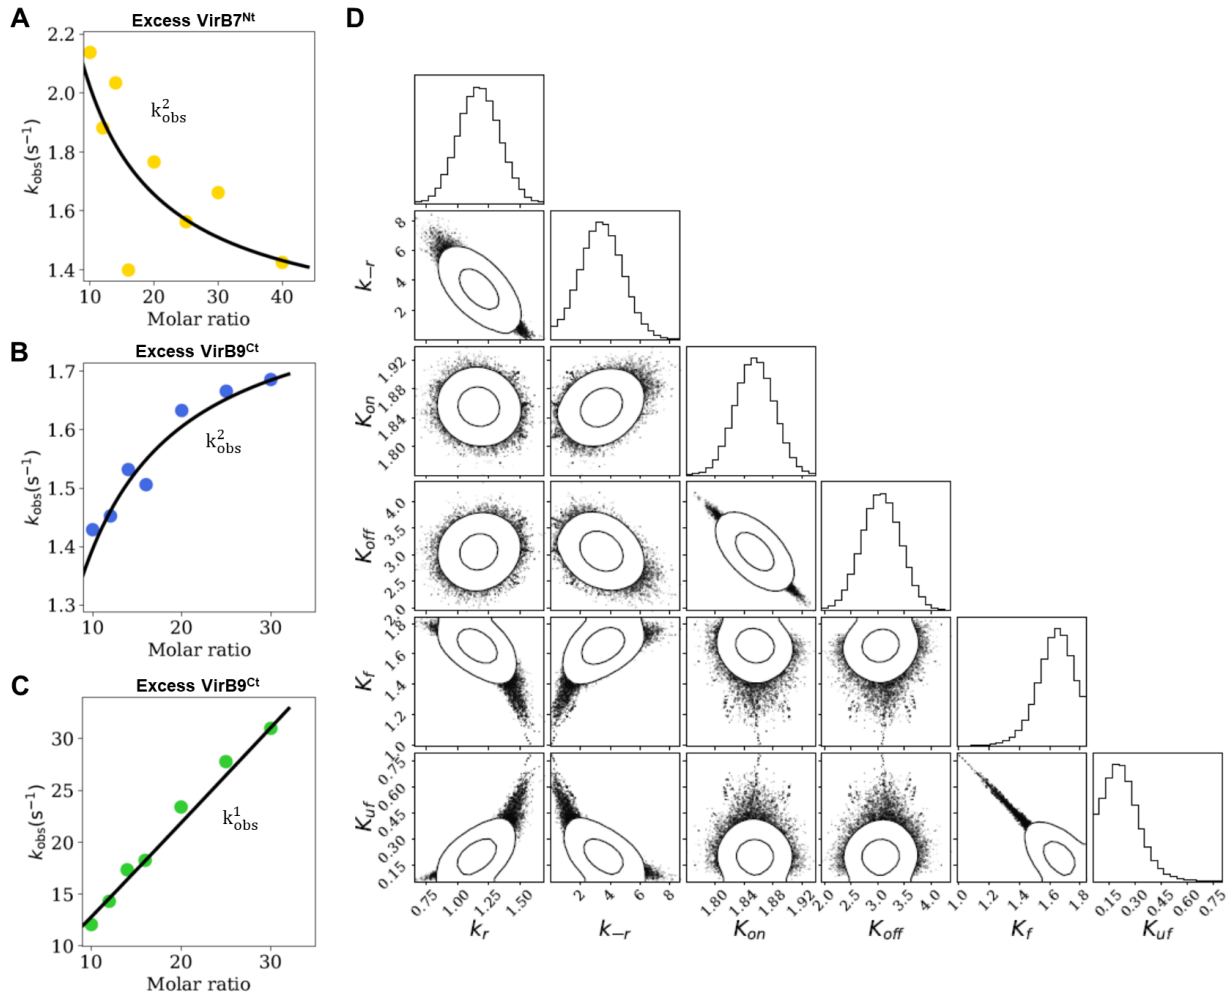 A
Excess VirB7Nt
2.2
2.0
1.8
1.6
1.4
kobs(s−1)
k2obs
10 20 30 40
Molar ratio
B
Excess VirB9Ct
1.7
1.6
1.5
1.4
1.3
kobs(s−1)
k2obs
10 20 30
Molar ratio
C
Excess VirB9Ct
30
25
20
15
10
kobs(s−1)
k1obs
10 20 30
Molar ratio
D
k−r
8
6
4
2
Kon
1.92
1.88
1.84
1.80
Koff
4.0
3.5
3.0
2.5
2.0
Kf
1.8
1.6
1.4
1.2
1.0
Kuf
0.75
0.60
0.45
0.30
0.15
0.75 1.00 1.25 1.50
kr
2 4 6 8
k−r
1.80 1.84 1.88 1.92
Kon
2.0 2.5 3.0 3.5 4.0
Koff
1.0 1.2 1.4 1.6 1.8
Kf
0.15 0.30 0.45 0.60 0.75
Kuf